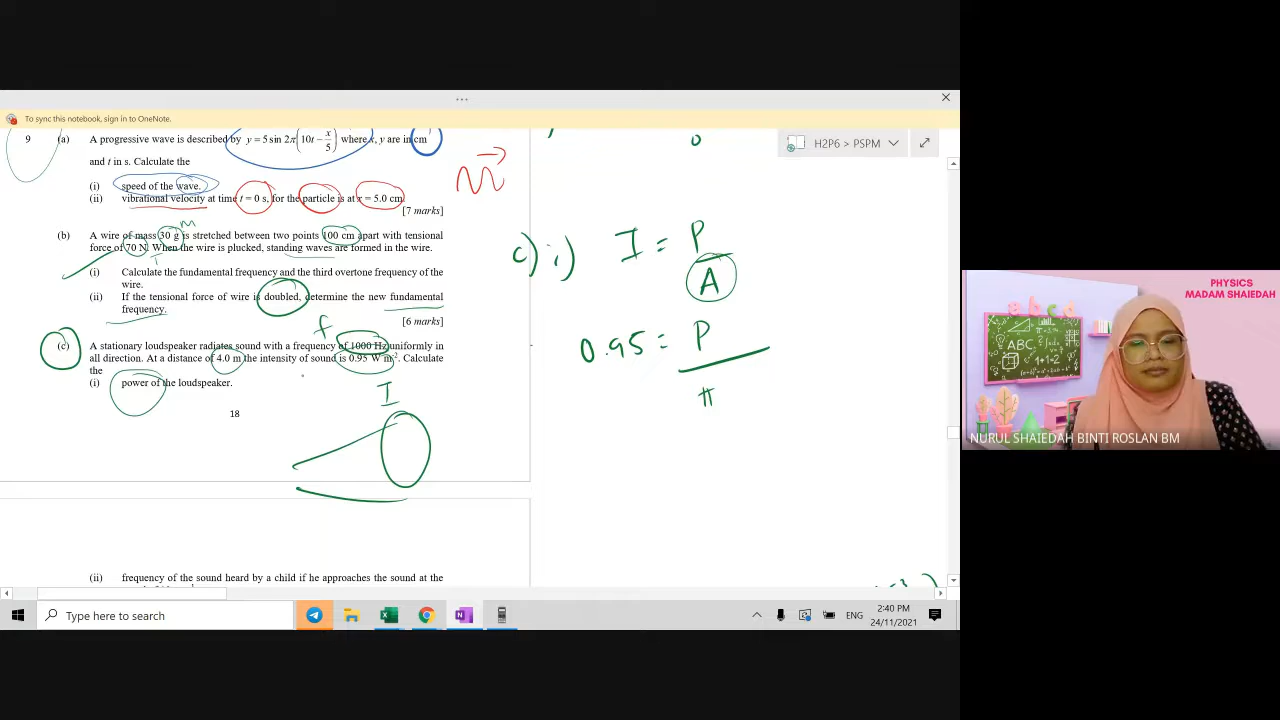 To sync this notebook, sign in to OneNote.
H2P6 > PSPM
9 (a) A progressive wave is described by y = 5 sin 2π(10t − x/5) where x, y are in cm
and t in s. Calculate the
(i) speed of the wave.
(ii) vibrational velocity at time t = 0 s, for the particle is at x = 5.0 cm.
[7 marks]
m
(b) A wire of mass 30 g is stretched between two points 100 cm apart with tensional
force of 70 N. When the wire is plucked, standing waves are formed in the wire.
T
(i) Calculate the fundamental frequency and the third overtone frequency of the
wire.
(ii) If the tensional force of wire is doubled, determine the new fundamental
frequency.
[6 marks]
f
(c) A stationary loudspeaker radiates sound with a frequency of 1000 Hz uniformly in
all direction. At a distance of 4.0 m the intensity of sound is 0.95 W m⁻². Calculate
the
(i) power of the loudspeaker.
I
18
(ii) frequency of the sound heard by a child if he approaches the sound at the
0
c) i) I = P
A
0.95 = P
π
PHYSICS
MADAM SHAIEDAH
abcd
ABC
1+1=2
NURUL SHAIEDAH BINTI ROSLAN BM
Type here to search
ENG
2:40 PM
24/11/2021